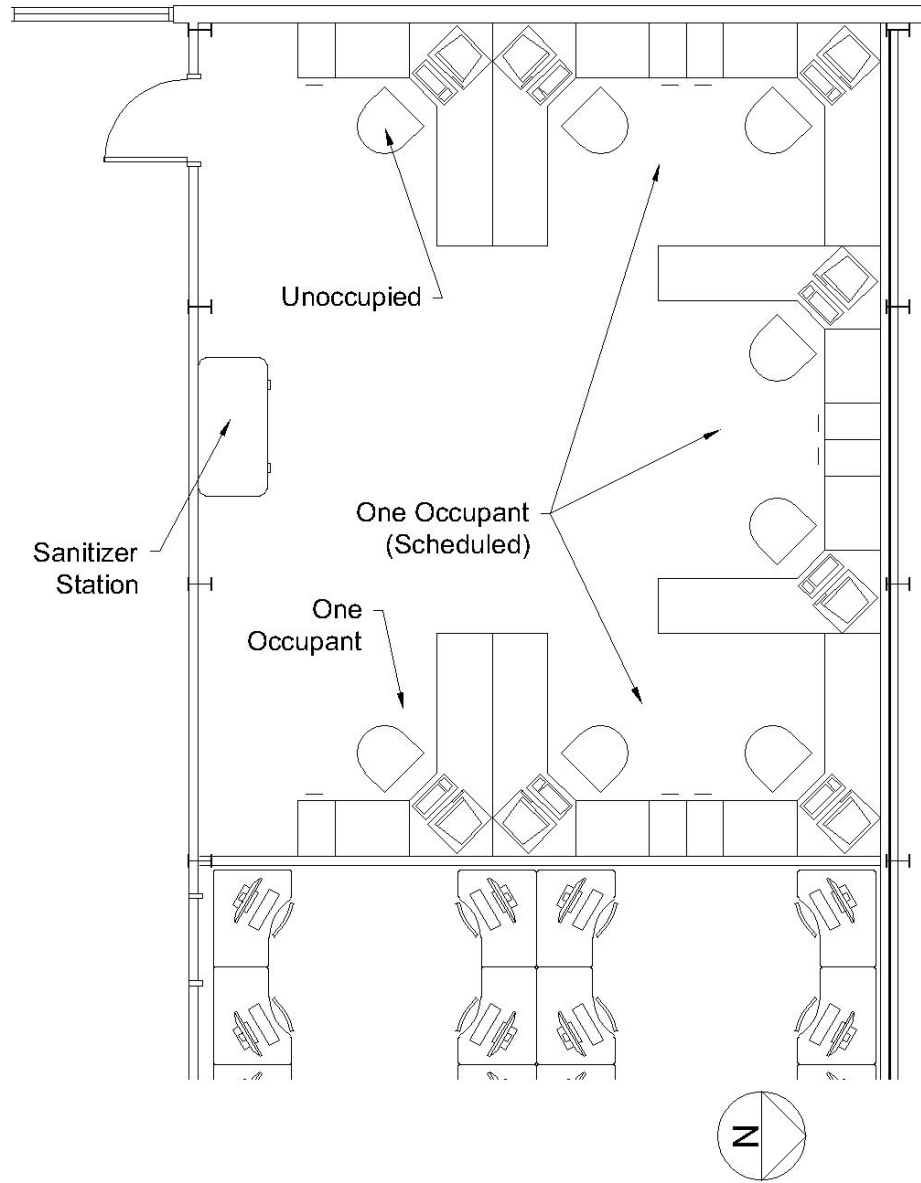 Unoccupied
One Occupant
(Scheduled)
Sanitizer
Station
One
Occupant
N